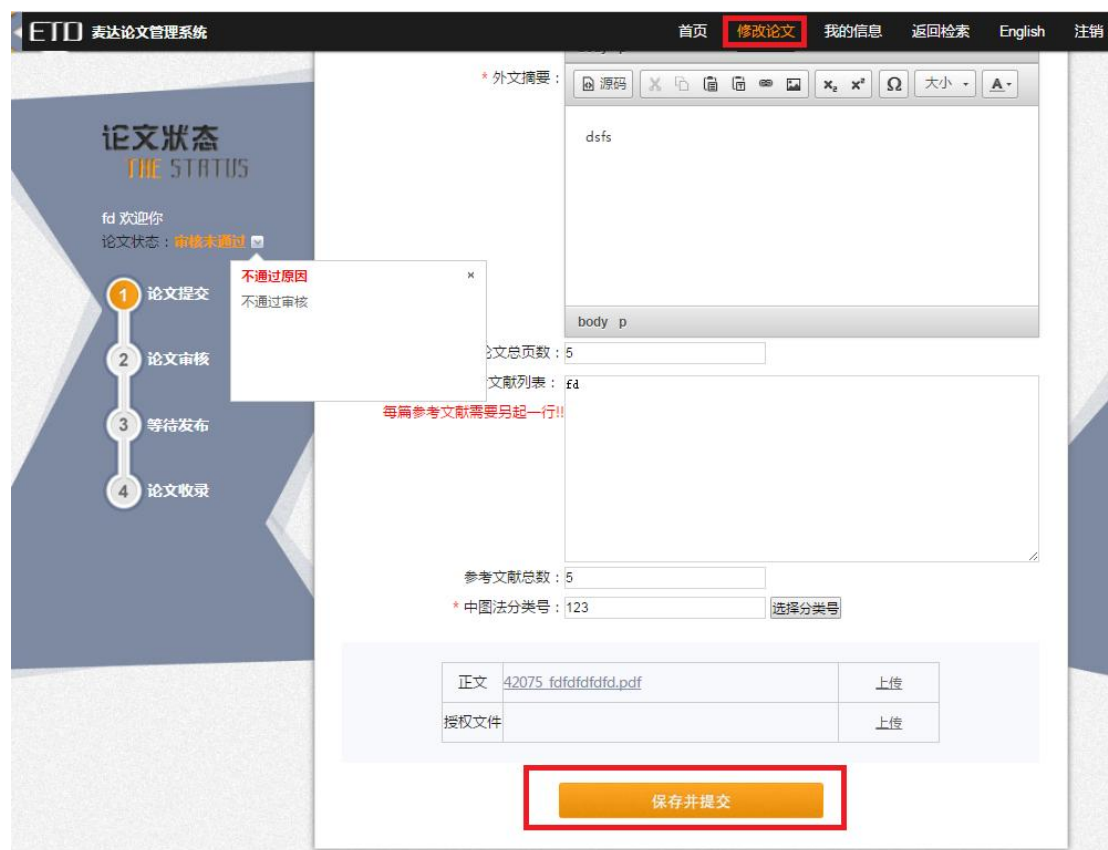 ETD 麦达论文管理系统 首页 修改论文 我的信息 返回检索 English 注销
* 外文摘要：
源码 大小
dsfs
论文状态
THE STATUS
fd 欢迎你
论文状态：审核未通过
不通过原因 ×
不通过审核
1 论文提交
2 论文审核
3 等待发布
4 论文收录
body p
文总页数：5
文献列表：fd
每篇参考文献需要另起一行!!
参考文献总数：5
* 中图法分类号：123 选择分类号
正文 42075_fdfdfdfdfd.pdf 上传
授权文件 上传
保存并提交